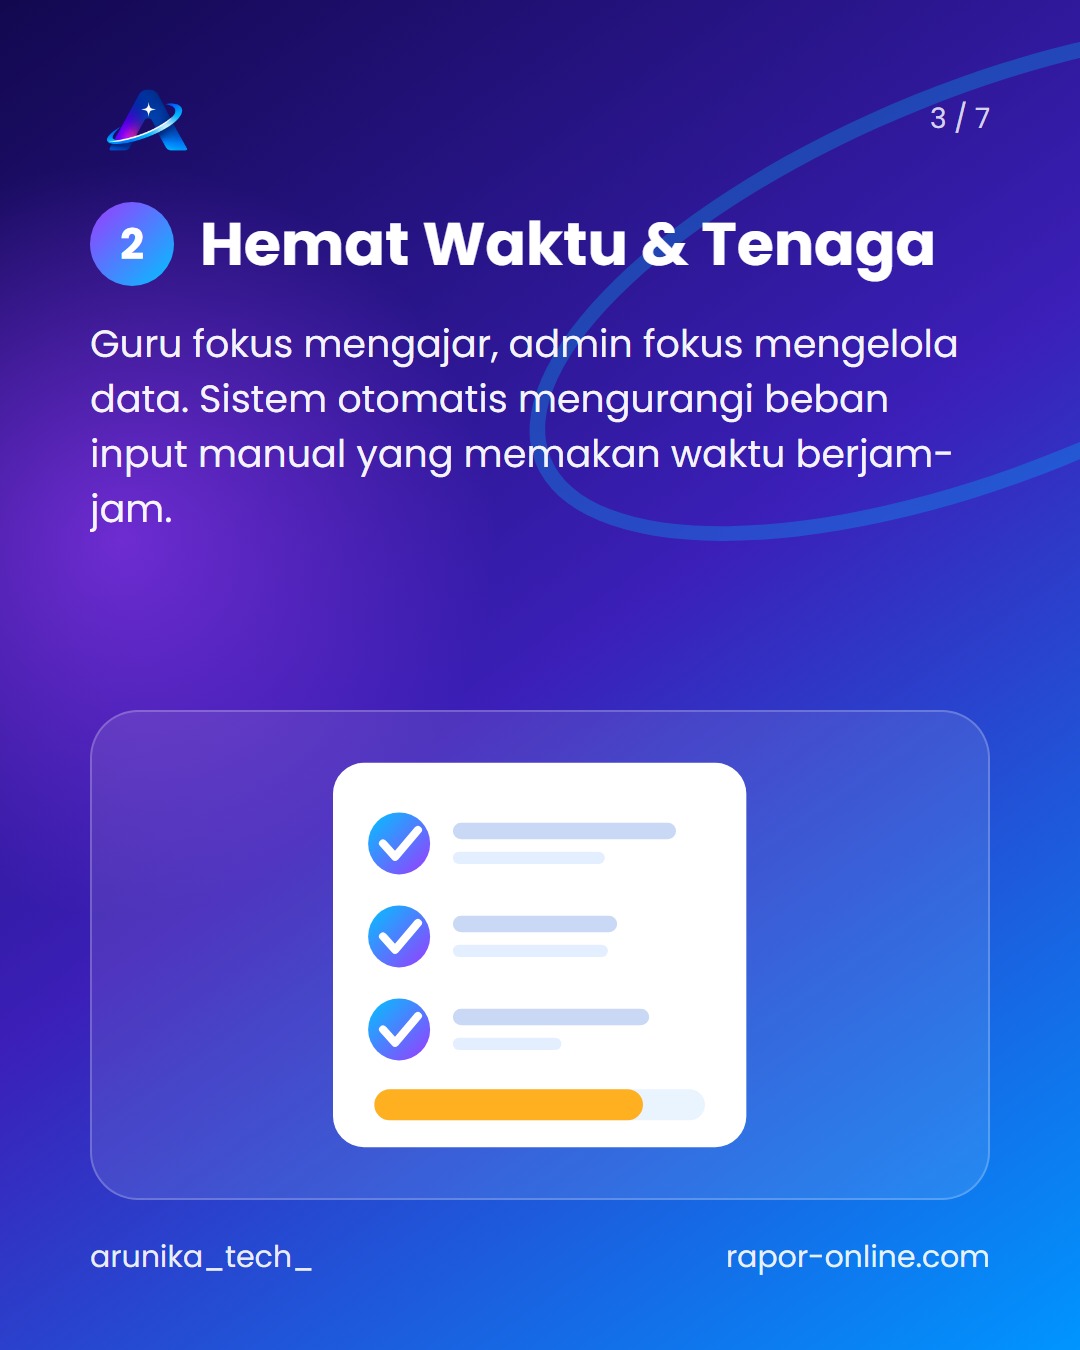 3 / 7
2 Hemat Waktu & Tenaga
Guru fokus mengajar, admin fokus mengelola
data. Sistem otomatis mengurangi beban
input manual yang memakan waktu berjam-
jam.
arunika_tech_
rapor-online.com